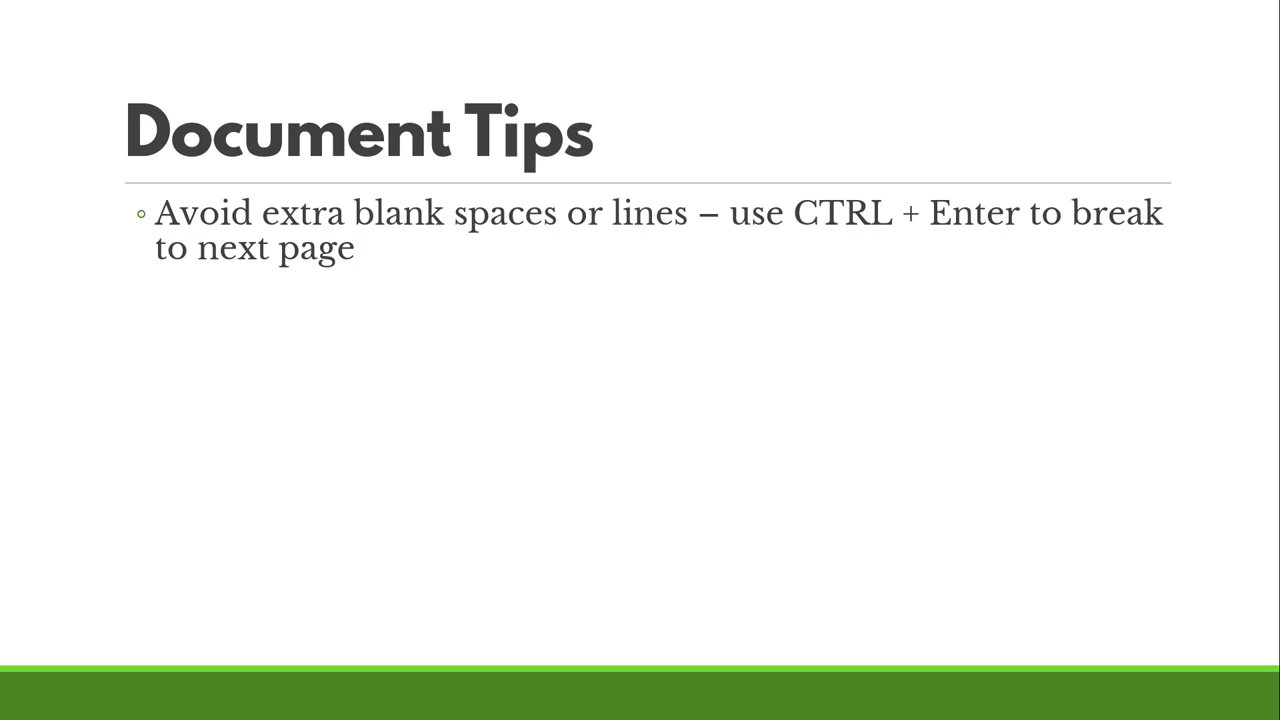 Document Tips
◦ Avoid extra blank spaces or lines – use CTRL + Enter to break
to next page